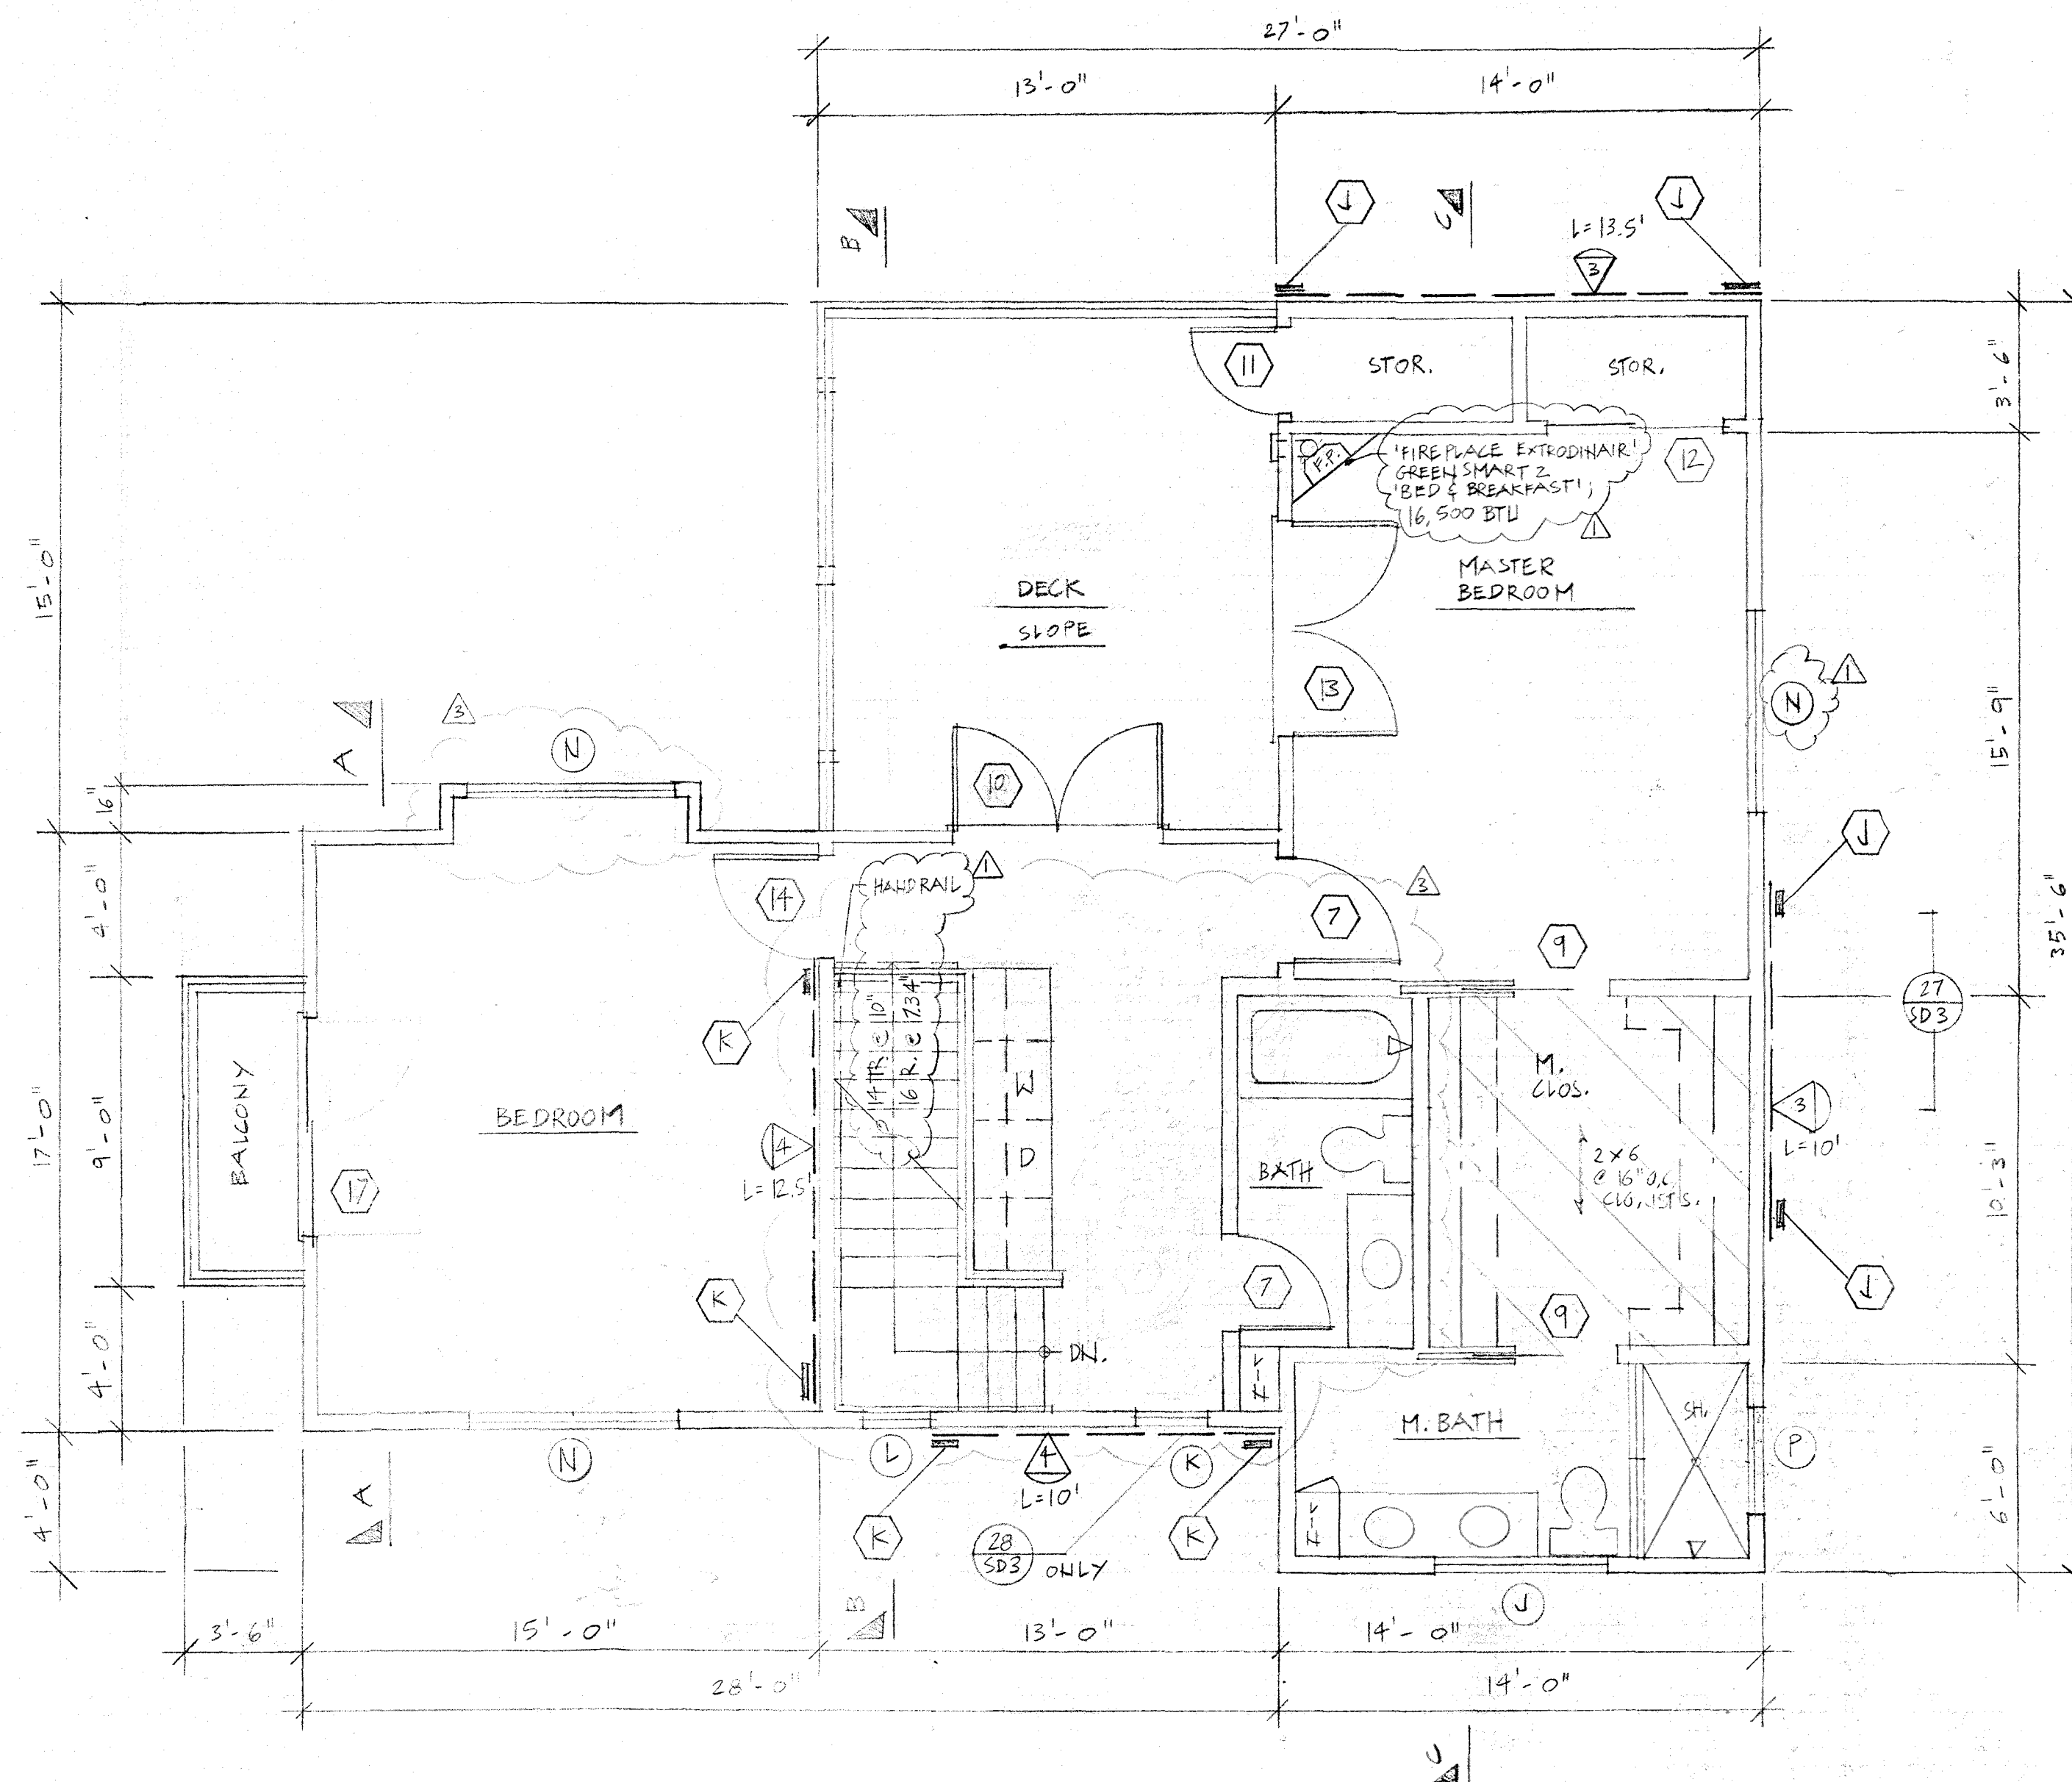 27'-0"
13'-0"
14'-0"
B
J
C
J
L=13.5'
3
11
STOR.
STOR.
3'-6"
F.P.
'FIREPLACE EXTRODINAIR'
GREEN SMART 2
'BED & BREAKFAST';
16,500 BTU
1
12
15'-0"
DECK
SLOPE
MASTER
BEDROOM
13
N
1
15'-9"
A
3
N
10
16"
J
4'-0"
14
HANDRAIL
1
7
3
9
35'-6"
27
SD3
K
14 TR. @ 10"
16 R. @ 7.34"
W
D
M.
CLOS.
BALCONY
BEDROOM
9'-0"
17'-0"
4
L=12.5'
BATH
2x6
@ 16" O.C.
CLG. JSTS.
3
L=10'
10'-3"
17
K
7
9
J
4'-0"
DN.
M. BATH
SH.
N
L
4
L=10'
K
P
A
4'-0"
K
28
SD3
ONLY
K
6'-0"
B
J
3'-6"
15'-0"
13'-0"
14'-0"
28'-0"
14'-0"
C